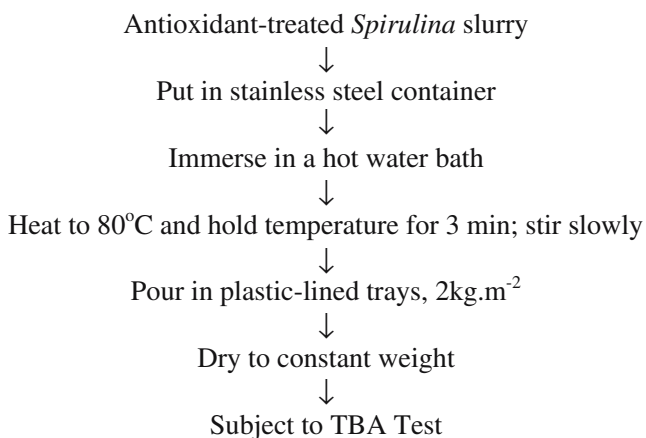 Antioxidant-treated Spirulina slurry
↓
Put in stainless steel container
↓
Immerse in a hot water bath
↓
Heat to 80°C and hold temperature for 3 min; stir slowly
↓
Pour in plastic-lined trays, 2kg.m⁻²
↓
Dry to constant weight
↓
Subject to TBA Test